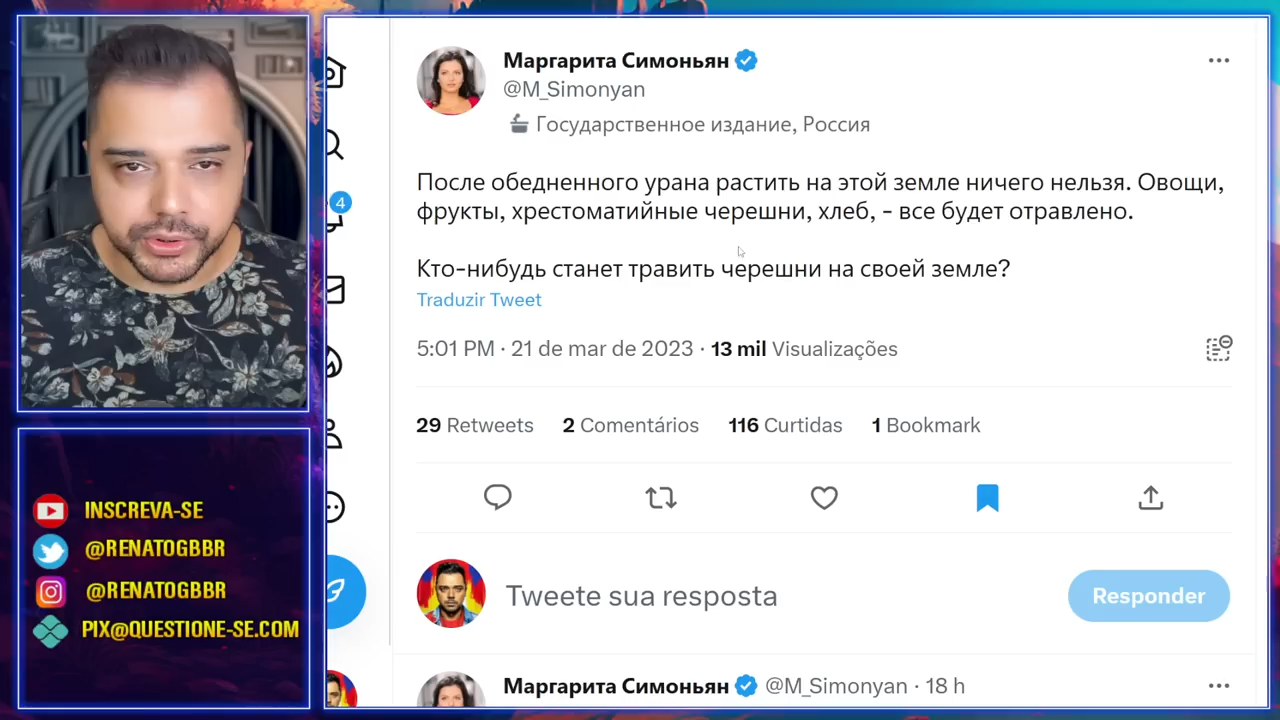 Маргарита Симоньян
@M_Simonyan
Государственное издание, Россия
После обедненного урана растить на этой земле ничего нельзя. Овощи,
фрукты, хрестоматийные черешни, хлеб, - все будет отравлено.
Кто-нибудь станет травить черешни на своей земле?
Traduzir Tweet
5:01 PM · 21 de mar de 2023 · 13 mil Visualizações
29 Retweets 2 Comentários 116 Curtidas 1 Bookmark
Tweete sua resposta
Responder
Маргарита Симоньян @M_Simonyan · 18 h
4
INSCREVA-SE
@RENATOGBBR
@RENATOGBBR
PIX@QUESTIONE-SE.COM